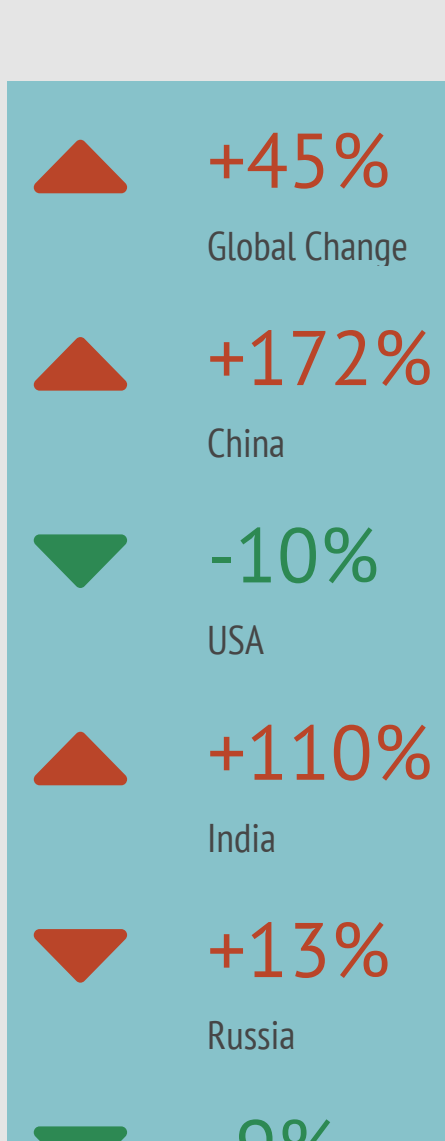 +45%
Global Change
+172%
China
-10%
USA
+110%
India
+13%
Russia